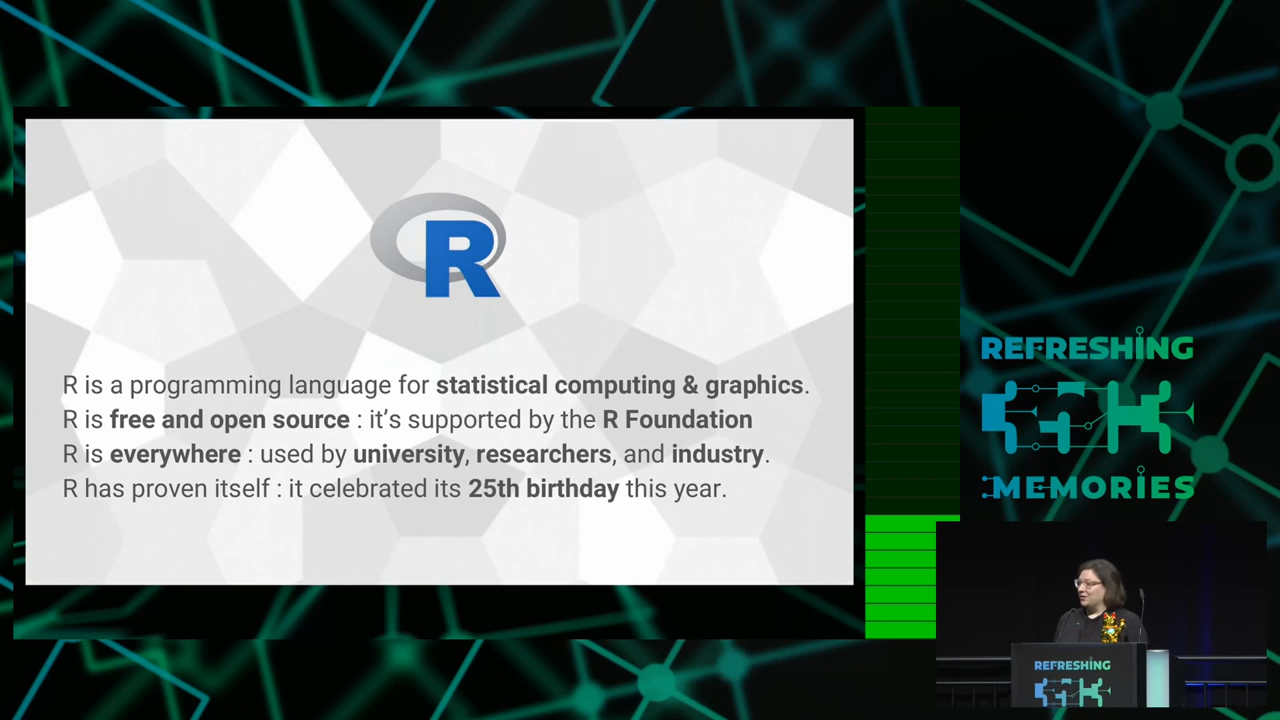 R
R is a programming language for statistical computing & graphics.
R is free and open source : it’s supported by the R Foundation
R is everywhere : used by university, researchers, and industry.
R has proven itself : it celebrated its 25th birthday this year.
REFRESHING
35C3
MEMORIES
REFRESHING